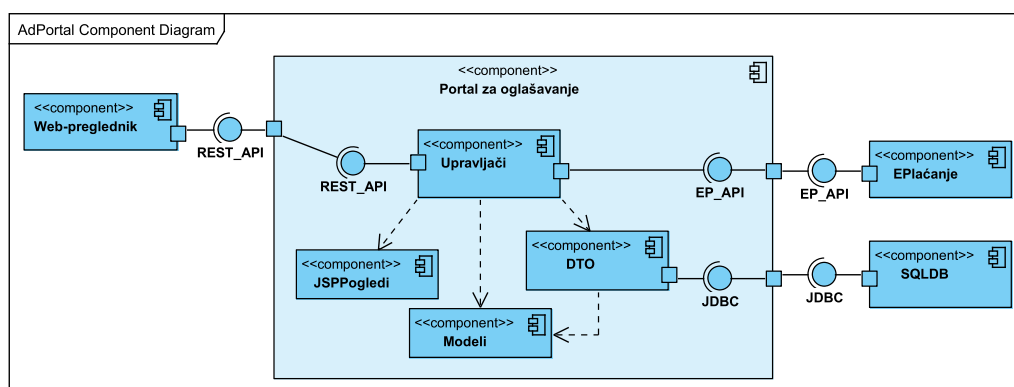 AdPortal Component Diagram
<<component>>
Portal za oglašavanje
<<component>>
Web-preglednik
REST_API
<<component>>
Upravljači
REST_API
EP_API
EP_API
<<component>>
EPlaćanje
<<component>>
JSPPogledi
<<component>>
DTO
JDBC
JDBC
<<component>>
SQLDB
<<component>>
Modeli